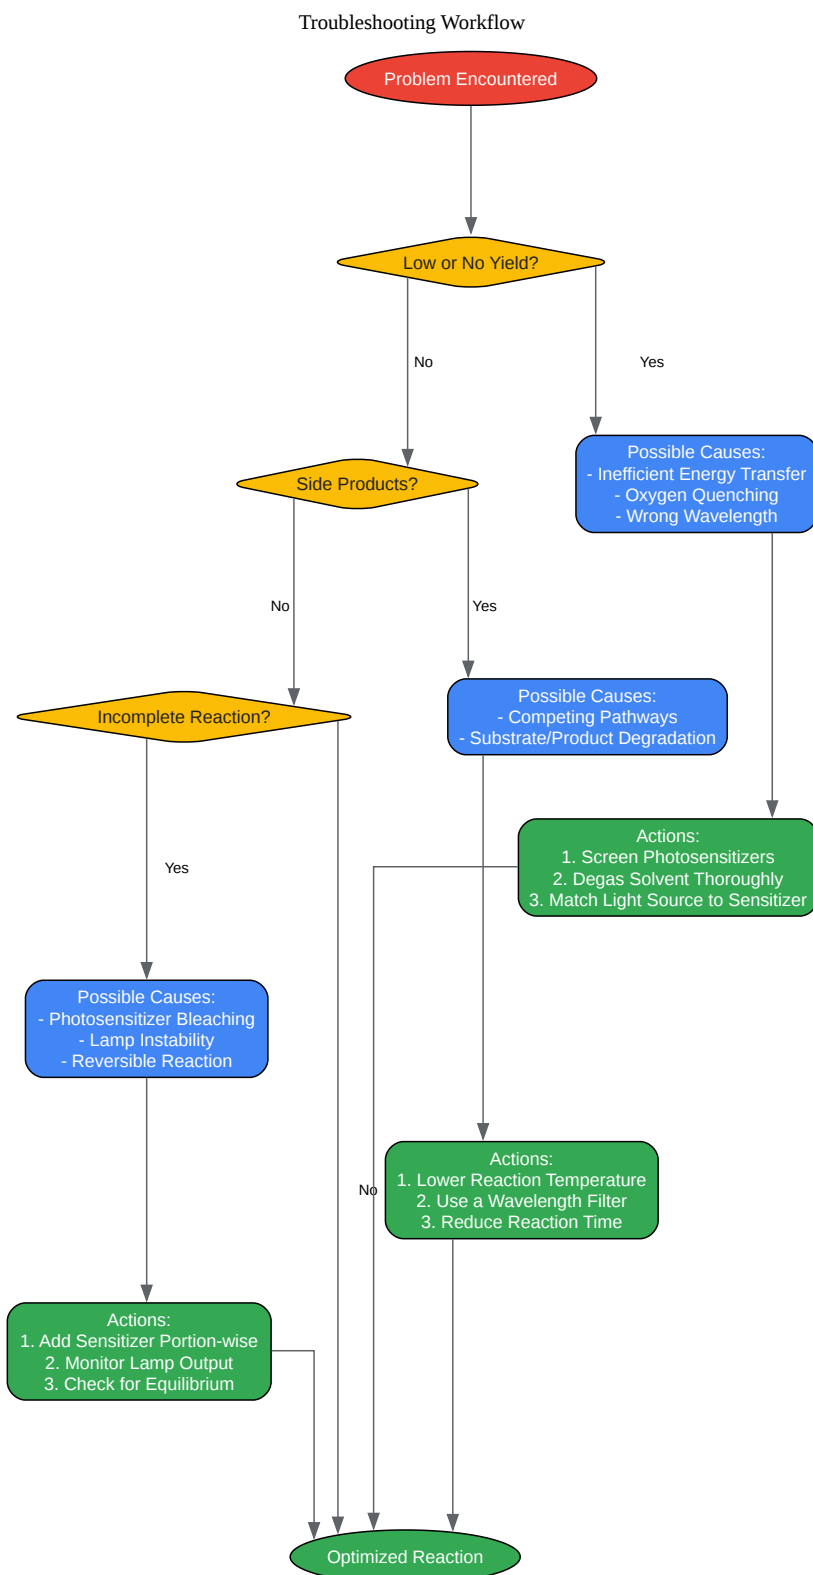 Troubleshooting Workflow
Problem Encountered
Low or No Yield?
No
Yes
Possible Causes:
- Inefficient Energy Transfer
- Oxygen Quenching
- Wrong Wavelength
Side Products?
No
Yes
Possible Causes:
- Competing Pathways
- Substrate/Product Degradation
Incomplete Reaction?
Actions:
1. Screen Photosensitizers
2. Degas Solvent Thoroughly
3. Match Light Source to Sensitizer
Yes
Possible Causes:
- Photosensitizer Bleaching
- Lamp Instability
- Reversible Reaction
Actions:
1. Lower Reaction Temperature
2. Use a Wavelength Filter
3. Reduce Reaction Time
No
Actions:
1. Add Sensitizer Portion-wise
2. Monitor Lamp Output
3. Check for Equilibrium
Optimized Reaction